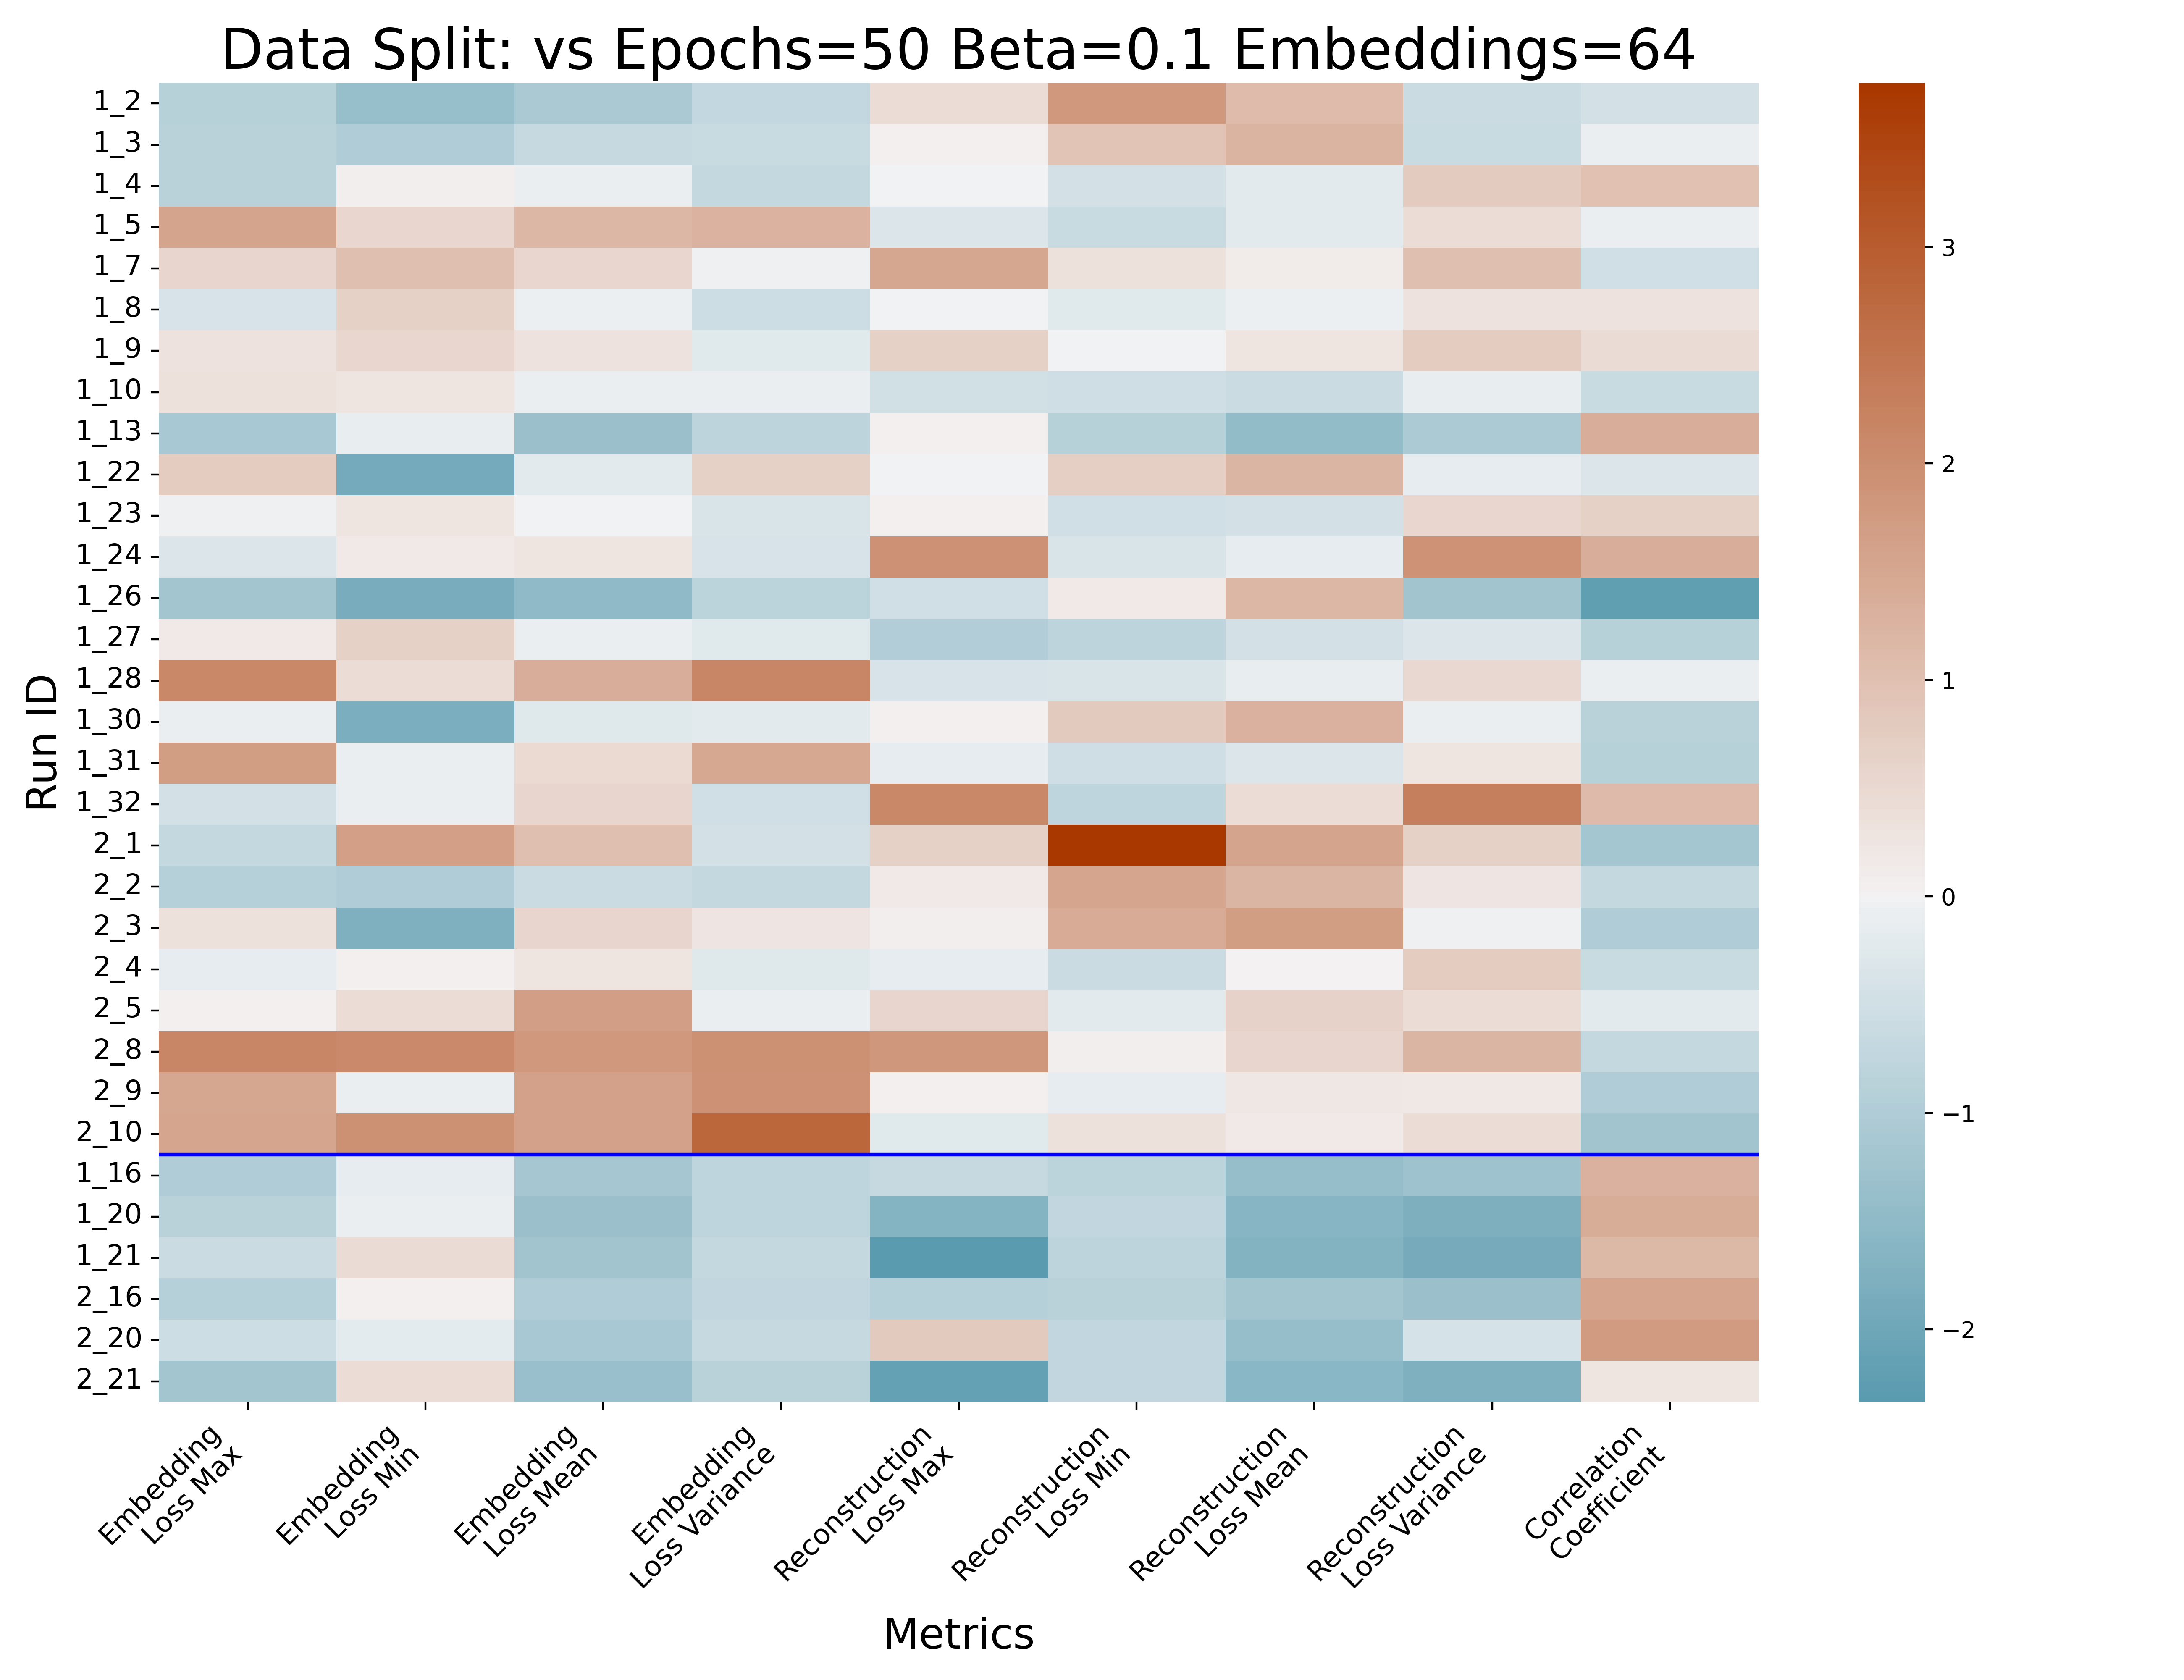 Data Split: vs Epochs=50 Beta=0.1 Embeddings=64
Run ID
1_2
1_3
1_4
1_5
1_7
1_8
1_9
1_10
1_13
1_22
1_23
1_24
1_26
1_27
1_28
1_30
1_31
1_32
2_1
2_2
2_3
2_4
2_5
2_8
2_9
2_10
1_16
1_20
1_21
2_16
2_20
2_21
Embedding
Loss Max
Embedding
Loss Min
Embedding
Loss Mean
Embedding
Loss Variance
Reconstruction
Loss Max
Reconstruction
Loss Min
Reconstruction
Loss Mean
Reconstruction
Loss Variance
Correlation
Coefficient
Metrics
3
2
1
0
−1
−2